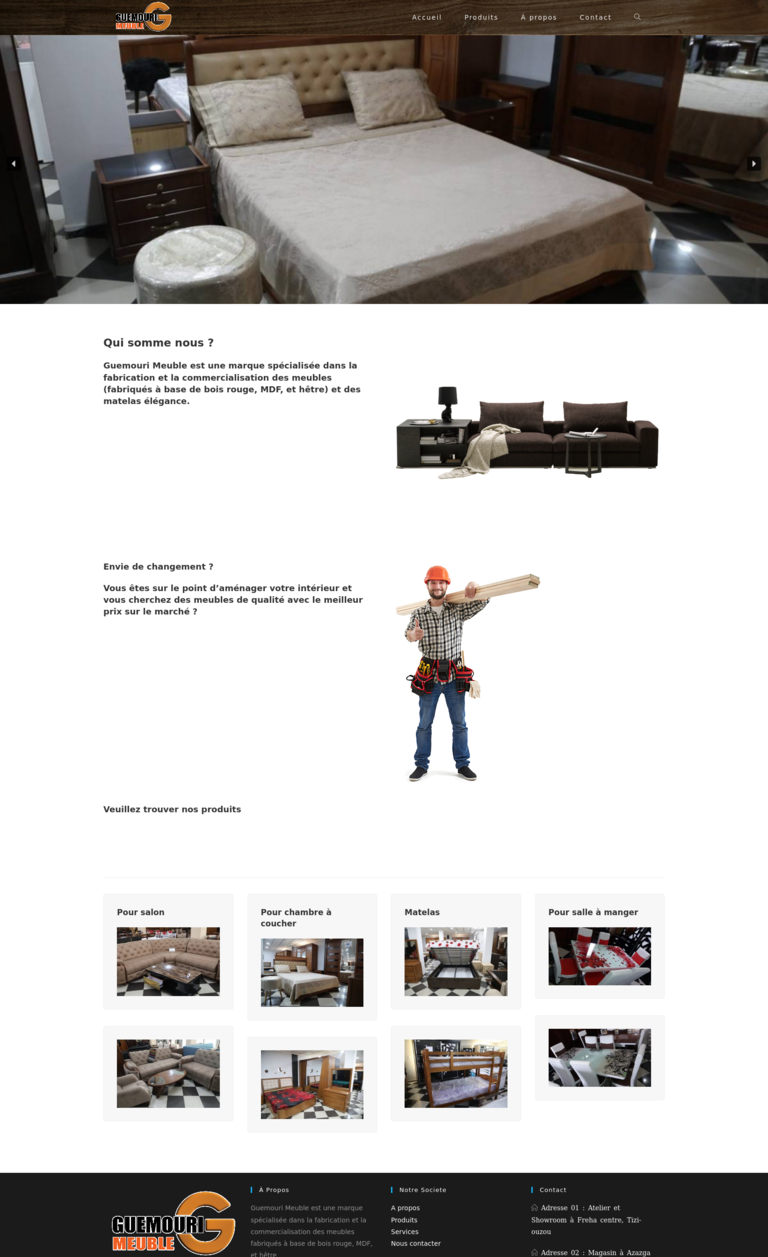 GUEMOURI
MEUBLE
Accueil Produits A propos Contact
Qui somme nous ?
Guemouri Meuble est une marque spécialisée dans la
fabrication et la commercialisation des meubles
(fabriqués à base de bois rouge, MDF, et hêtre) et des
matelas élégance.
Envie de changement ?
Vous êtes sur le point d’aménager votre intérieur et
vous cherchez des meubles de qualité avec le meilleur
prix sur le marché ?
Veuillez trouver nos produits
Pour salon
Pour chambre à
coucher
Matelas
Pour salle à manger
GUEMOURI
MEUBLE
À Propos
Guemouri Meuble est une marque
spécialisée dans la fabrication et la
commercialisation des meubles
fabriqués à base de bois rouge, MDF,
et hêtre
Notre Societe
A propos
Produits
Services
Nous contacter
Contact
Adresse 01 : Atelier et
Showroom à Freha centre, Tizi-
ouzou
Adresse 02 : Magasin à Azazga